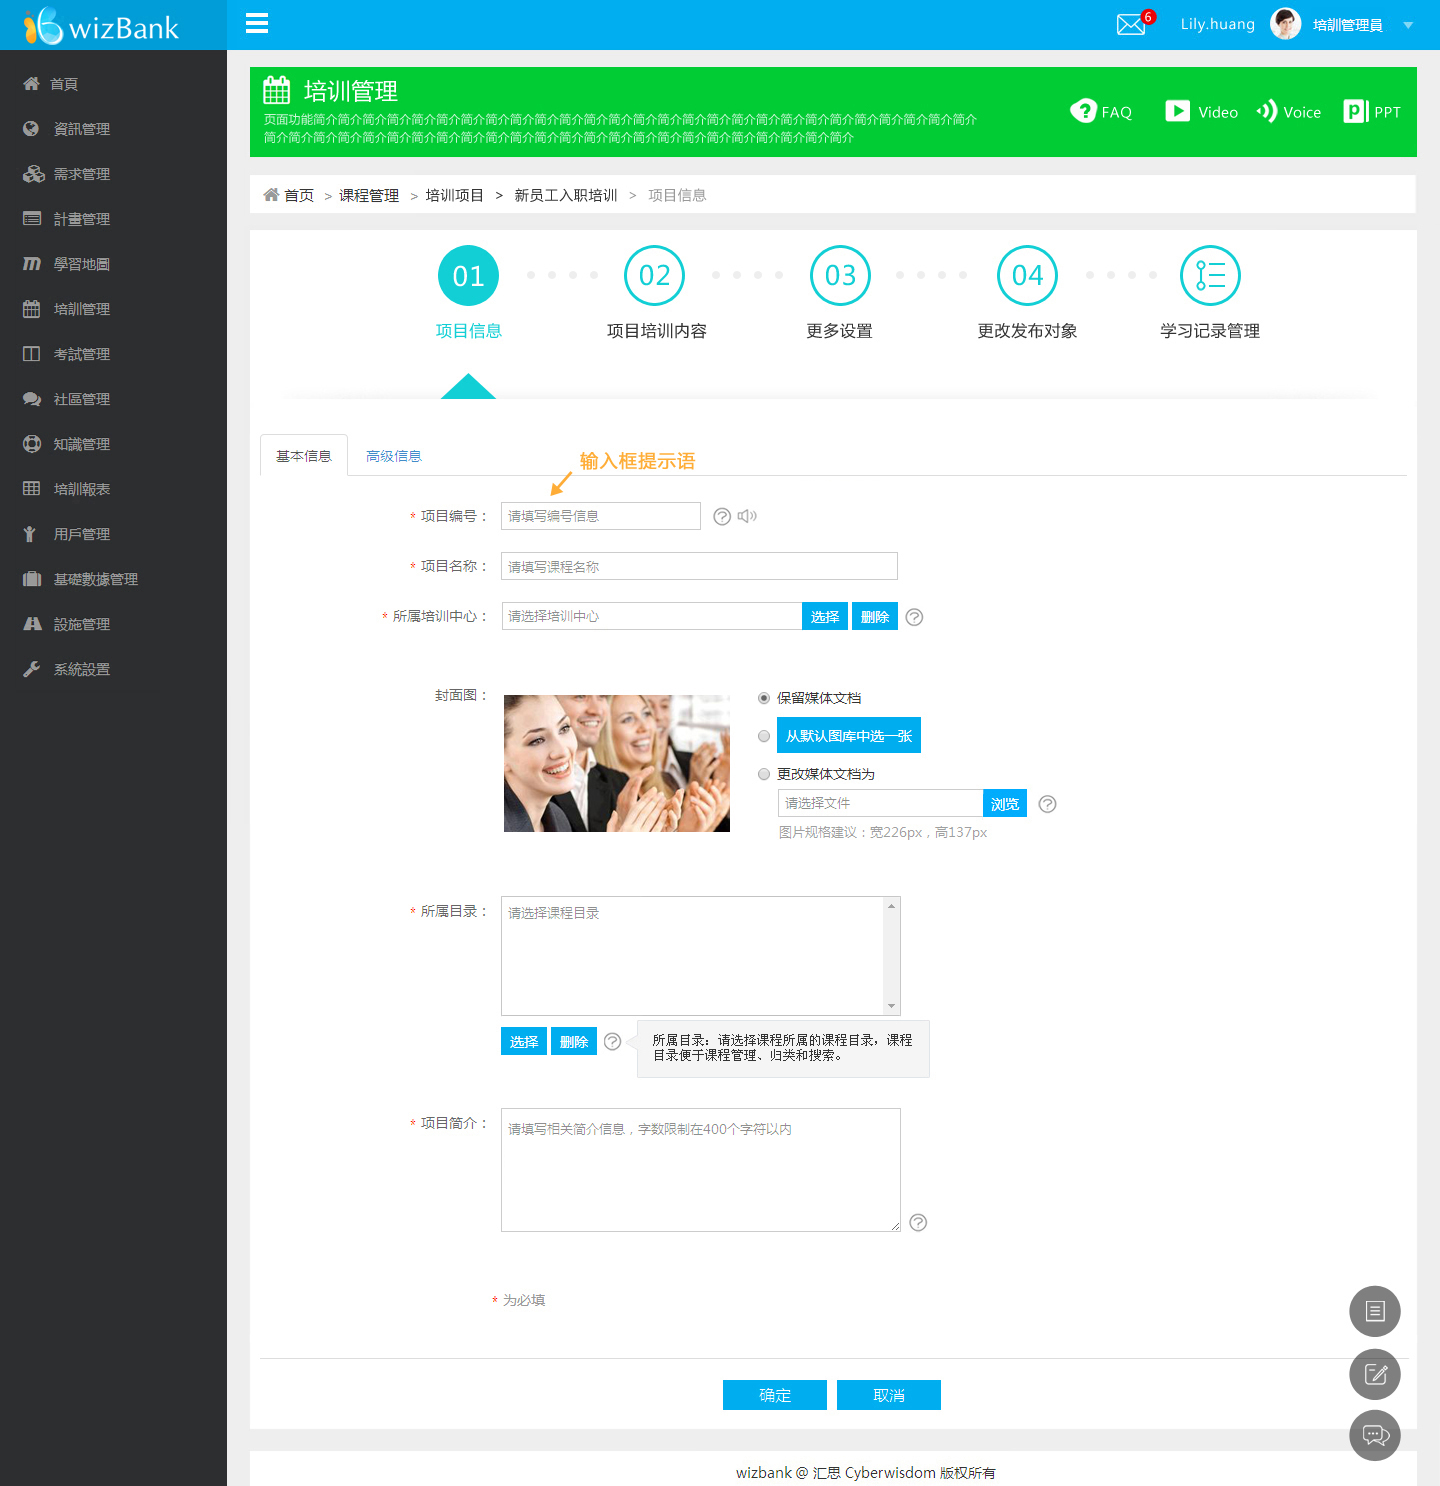 wizBank
6
Lily.huang
培訓管理員
首頁
資訊管理
需求管理
計畫管理
學習地圖
培訓管理
考試管理
社區管理
知識管理
培訓報表
用戶管理
基礎數據管理
設施管理
系統設置
培训管理
页面功能简介简介简介简介简介简介简介简介简介简介简介简介简介简介简介简介简介简介简介简介简介简介简介简介简介简介简介
简介简介简介简介简介简介简介简介简介简介简介简介简介简介简介简介简介简介简介简介简介简介简介简介
FAQ
Video
Voice
PPT
首页 > 课程管理 > 培训项目 > 新员工入职培训 > 项目信息
01
02
03
04
项目信息
项目培训内容
更多设置
更改发布对象
学习记录管理
基本信息
高级信息
输入框提示语
* 项目编号：
请填写编号信息
* 项目名称：
请填写课程名称
* 所属培训中心：
请选择培训中心
选择
删除
封面图：
保留媒体文档
从默认图库中选一张
更改媒体文档为
请选择文件
浏览
图片规格建议：宽226px，高137px
* 所属目录：
请选择课程目录
选择
删除
所属目录：请选择课程所属的课程目录，课程
目录便于课程管理、归类和搜索。
* 项目简介：
请填写相关简介信息，字数限制在400个字符以内
* 为必填
确定
取消
wizbank @ 汇思 Cyberwisdom 版权所有